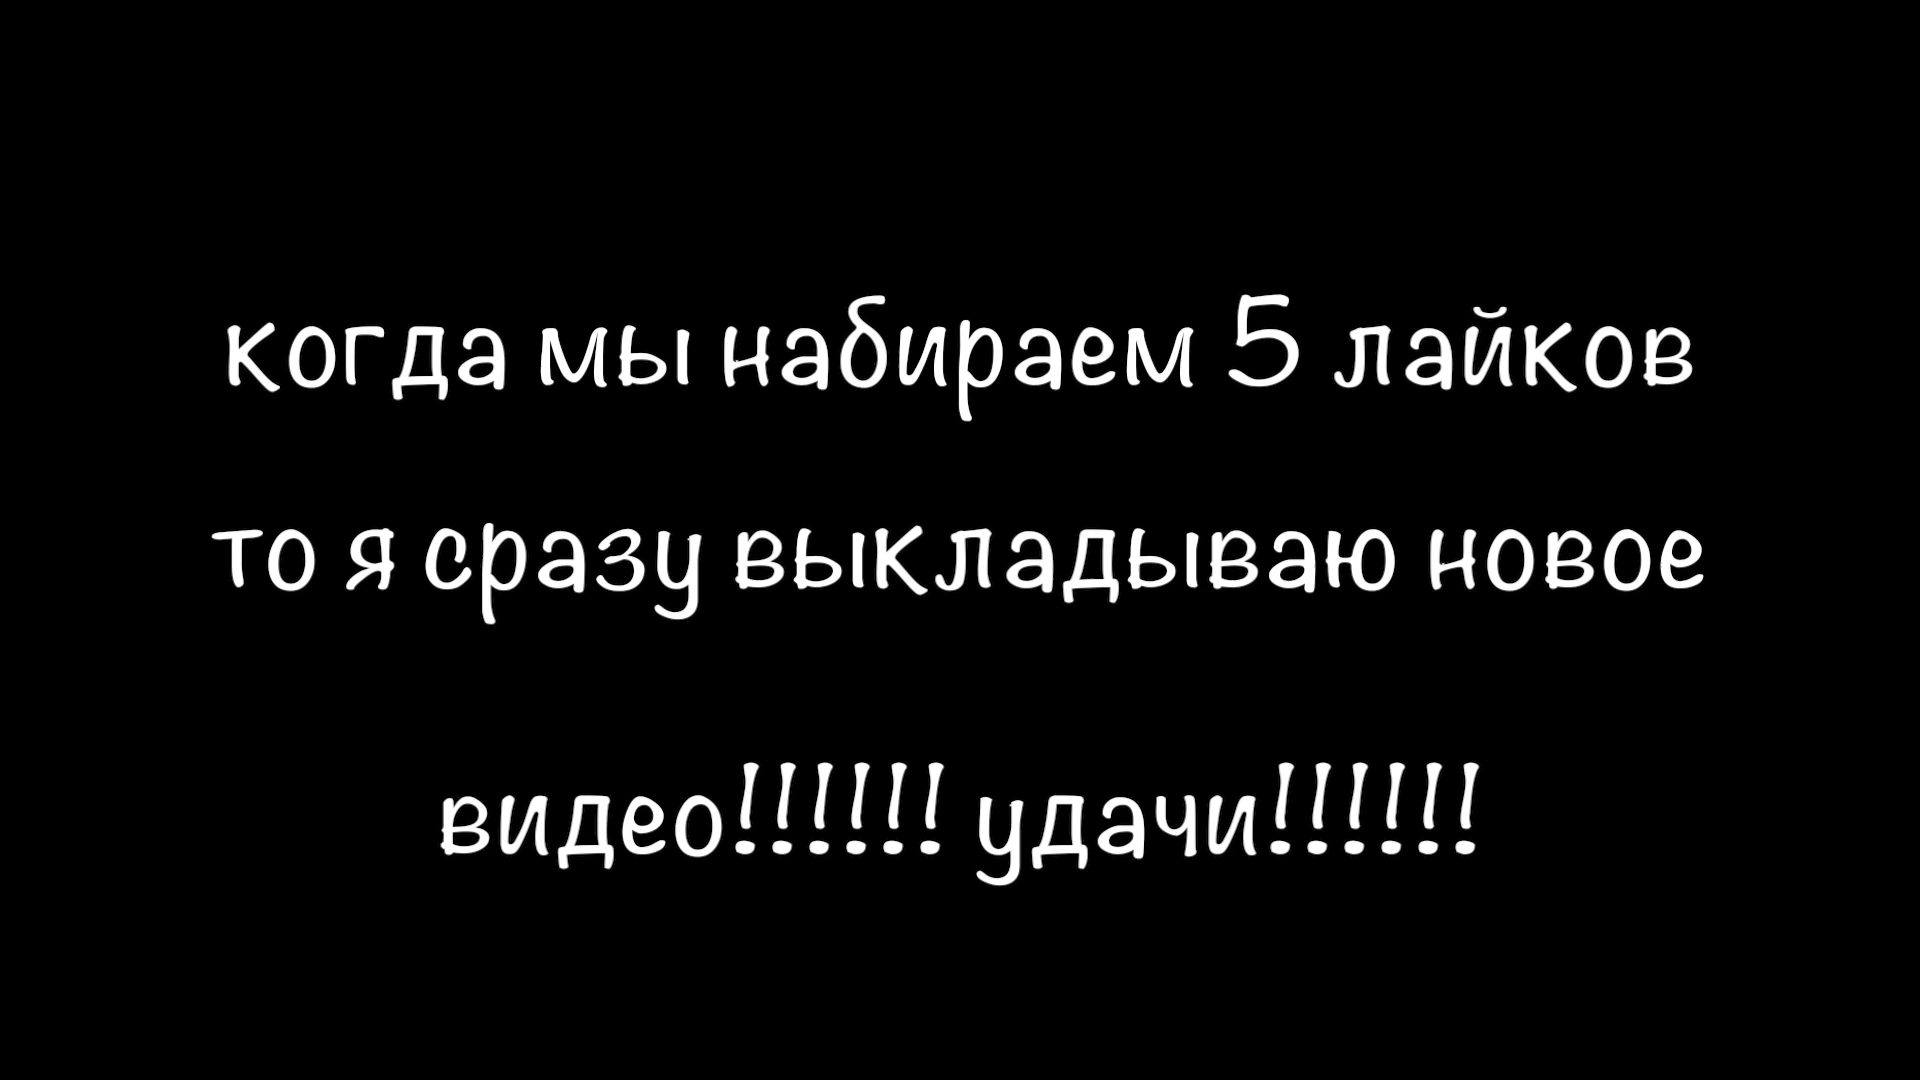 когда мы набираем 5 лайков
то я сразу выкладываю новое
видео!!!!!! удачи!!!!!!